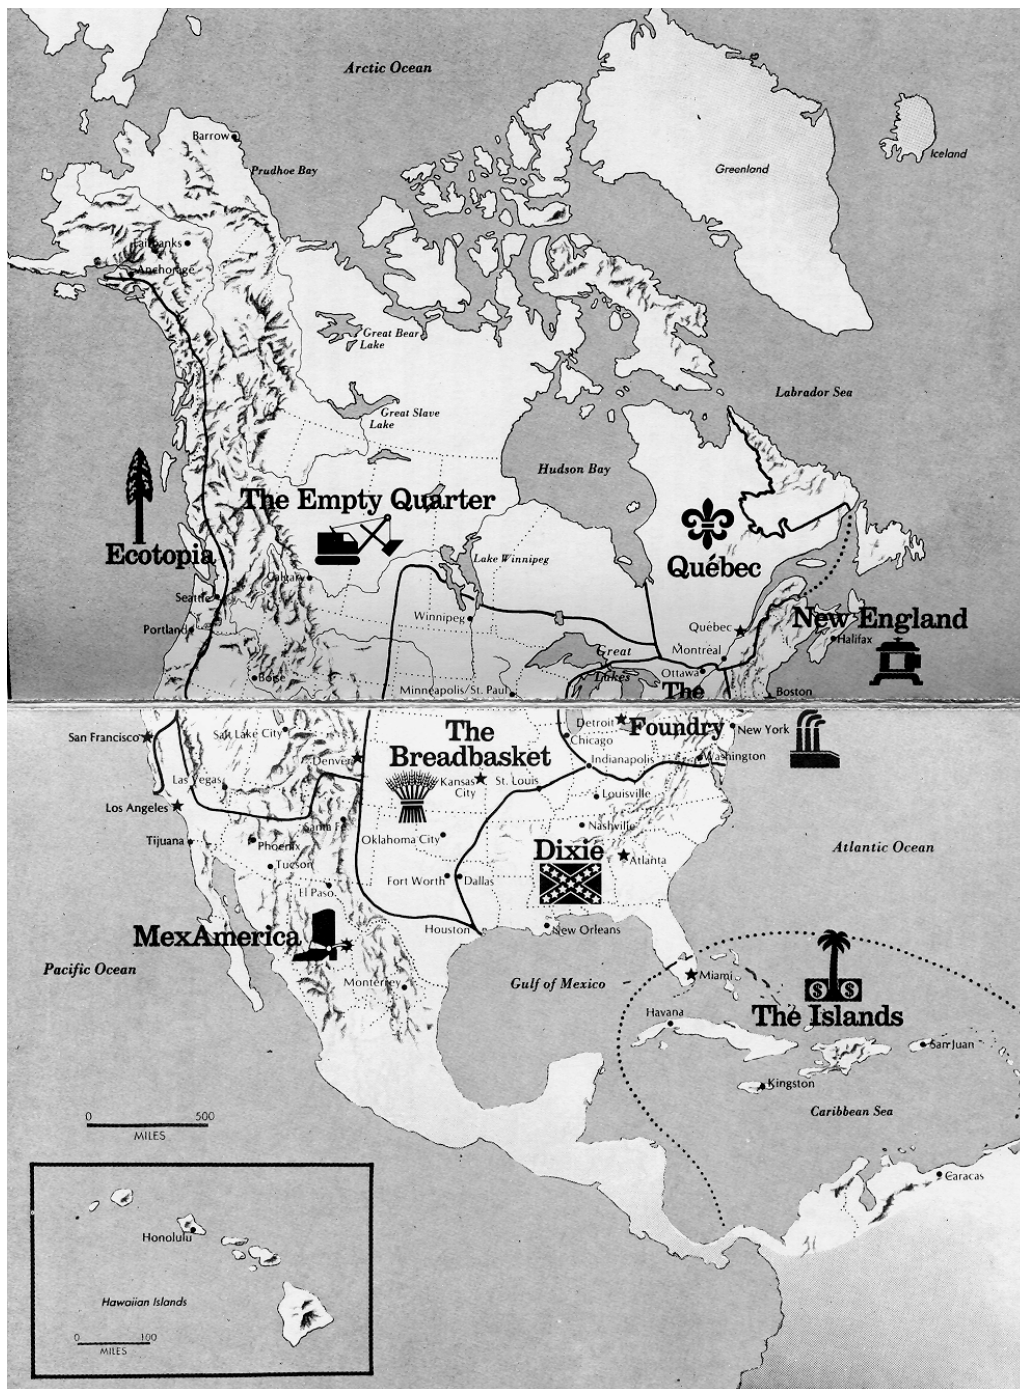 Arctic Ocean
Barrow
Prudhoe Bay
Iceland
Greenland
Fairbanks
Anchorage
Great Bear
Lake
Great Slave
Lake
Labrador Sea
Hudson Bay
The Empty Quarter
Ecotopia
Québec
Lake Winnipeg
Calgary
Seattle
Winnipeg
Portland
New England
Québec
Halifax
Great
Lakes
Montréal
Ottawa
Boise
Minneapolis/St. Paul
The
Boston
Foundry
Detroit
New York
San Francisco
Salt Lake City
The
Breadbasket
Chicago
Denver
Indianapolis
Washington
Las Vegas
Kansas
City
St. Louis
Louisville
Los Angeles
Santa Fe
Nashville
Tijuana
Phoenix
Oklahoma City
Dixie
Atlanta
Atlantic Ocean
Tucson
Fort Worth
Dallas
El Paso
MexAmerica
Houston
New Orleans
Pacific Ocean
Monterrey
Gulf of Mexico
Miami
$ $
Havana
The Islands
San Juan
Kingston
Caribbean Sea
0 500
MILES
Caracas
Honolulu
Hawaiian Islands
0 100
MILES